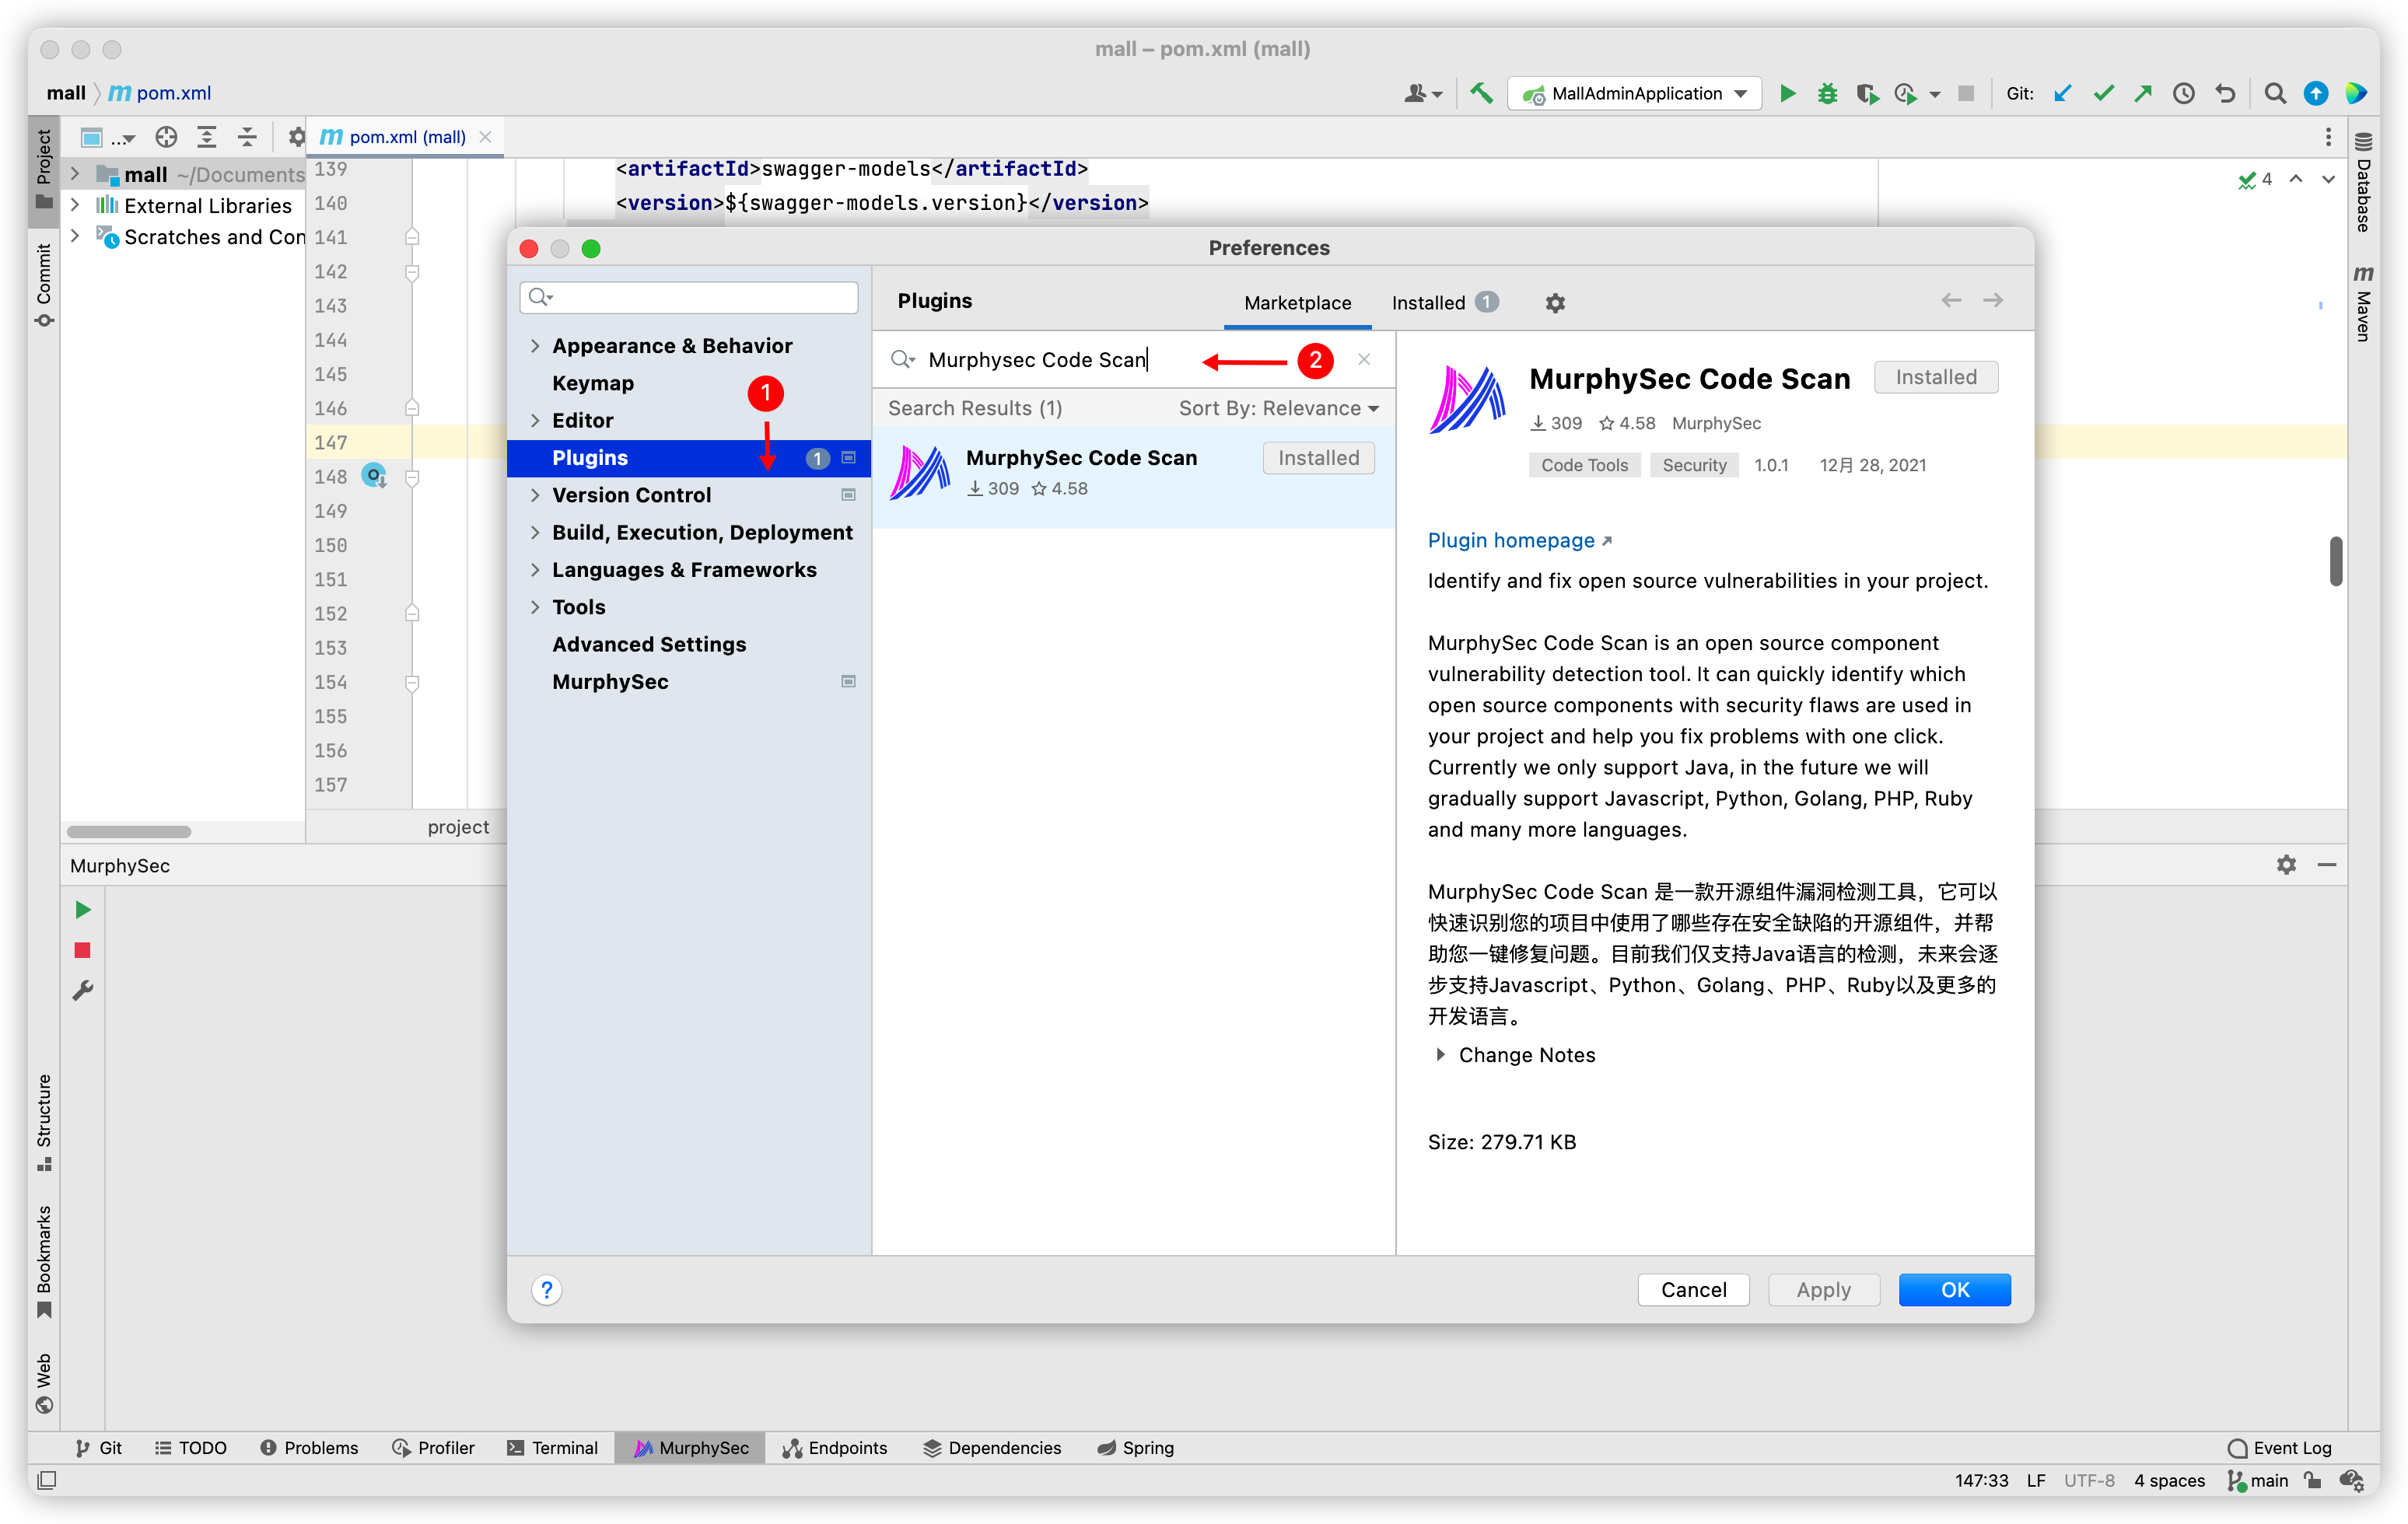 mall – pom.xml (mall)
mall
pom.xml
MallAdminApplication
Git:
Project
Commit
Structure
Bookmarks
Web
Database
Maven
...
pom.xml (mall)
mall ~/Documents
External Libraries
Scratches and Con
139
140
141
142
143
144
145
146
147
148
149
150
151
152
153
154
155
156
157
<artifactId>swagger-models</artifactId>
<version>${swagger-models.version}</version>
4
project
Preferences
Appearance & Behavior
Keymap
Editor
Plugins 1
Version Control
Build, Execution, Deployment
Languages & Frameworks
Tools
Advanced Settings
MurphySec
1
Plugins
Marketplace
Installed 1
Murphysec Code Scan
2
Search Results (1)
Sort By: Relevance
MurphySec Code Scan
Installed
309 4.58
MurphySec Code Scan
Installed
309 4.58 MurphySec
Code Tools Security 1.0.1 12月 28, 2021
Plugin homepage
Identify and fix open source vulnerabilities in your project.
MurphySec Code Scan is an open source component
vulnerability detection tool. It can quickly identify which
open source components with security flaws are used in
your project and help you fix problems with one click.
Currently we only support Java, in the future we will
gradually support Javascript, Python, Golang, PHP, Ruby
and many more languages.
MurphySec Code Scan 是一款开源组件漏洞检测工具，它可以
快速识别您的项目中使用了哪些存在安全缺陷的开源组件，并帮
助您一键修复问题。目前我们仅支持Java语言的检测，未来会逐
步支持Javascript、Python、Golang、PHP、Ruby以及更多的
开发语言。
Change Notes
Size: 279.71 KB
?
Cancel
Apply
OK
MurphySec
Git
TODO
Problems
Profiler
Terminal
MurphySec
Endpoints
Dependencies
Spring
Event Log
147:33 LF UTF-8 4 spaces main